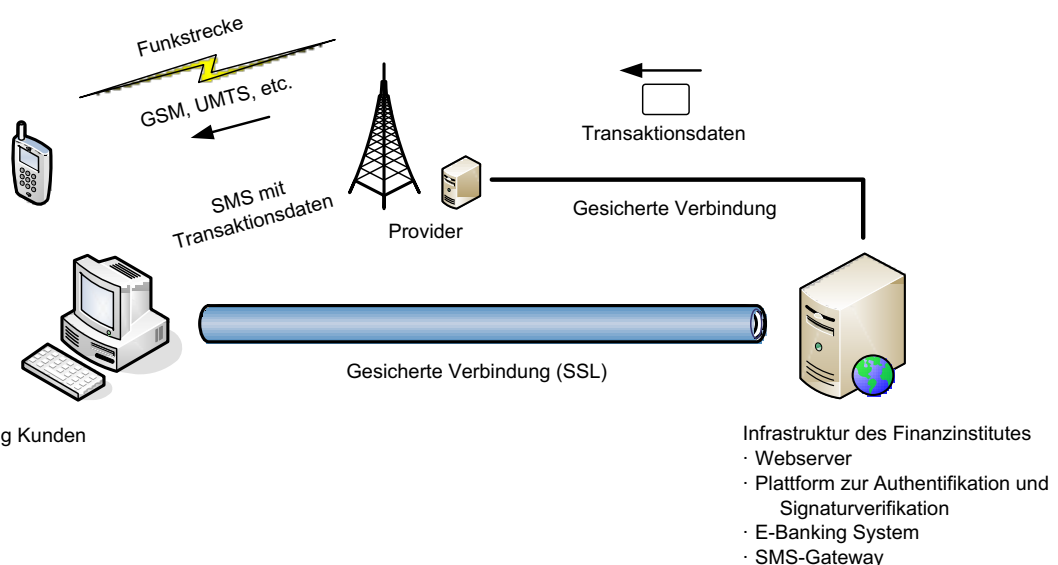 Funkstrecke
GSM, UMTS, etc.
Transaktionsdaten
SMS mit
Transaktionsdaten
Provider
Gesicherte Verbindung
Gesicherte Verbindung (SSL)
g Kunden
Infrastruktur des Finanzinstitutes
· Webserver
· Plattform zur Authentifikation und
Signaturverifikation
· E-Banking System
· SMS-Gateway